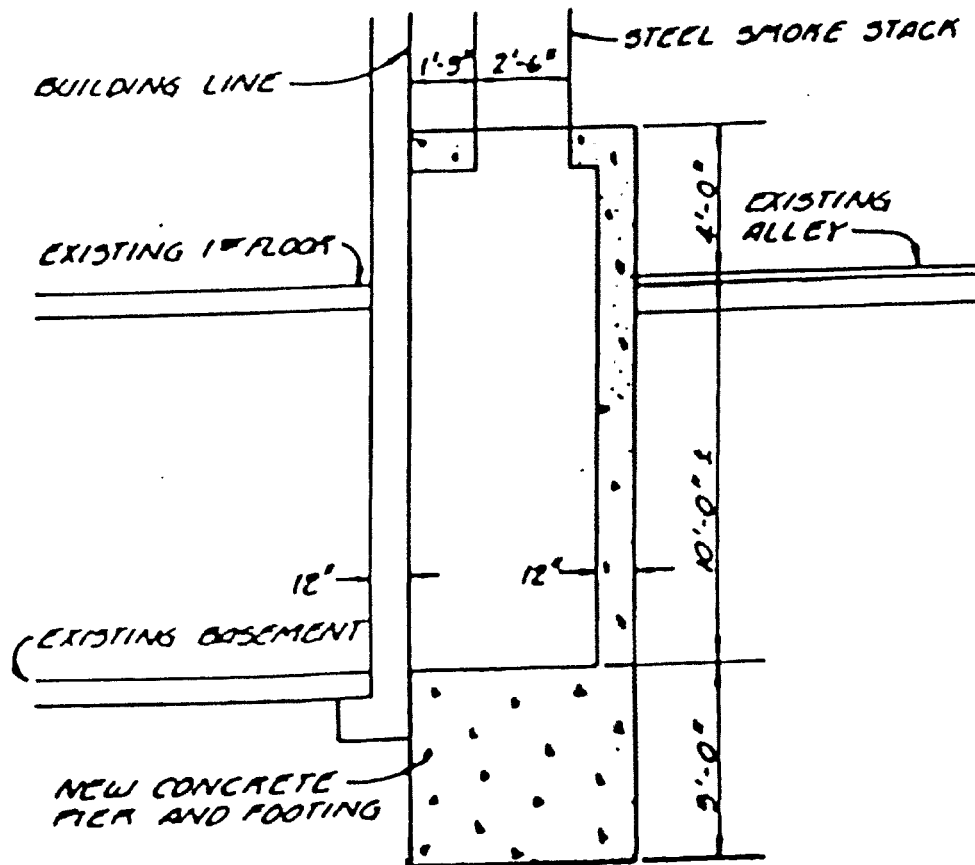 STEEL SMOKE STACK
1'-9" 2'-6"
BUILDING LINE
4'-0"
EXISTING
ALLEY
EXISTING 1ST FLOOR
10'-0" ±
12" 12"
EXISTING BASEMENT
5'-0"
NEW CONCRETE
PIER AND FOOTING